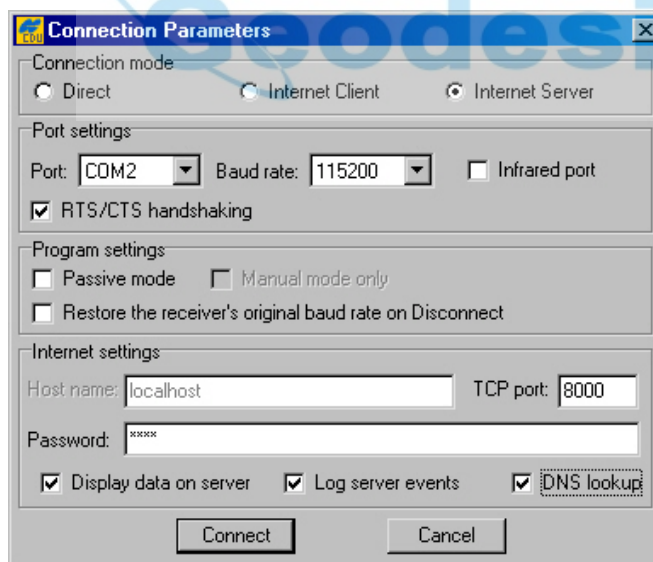 Geodesi
CDU Connection Parameters
Connection mode
Direct Internet Client Internet Server
Port settings
Port: COM2 Baud rate: 115200 Infrared port
RTS/CTS handshaking
Program settings
Passive mode Manual mode only
Restore the receiver's original baud rate on Disconnect
Internet settings
Host name: localhost TCP port: 8000
Password: ****
Display data on server Log server events DNS lookup
Connect Cancel